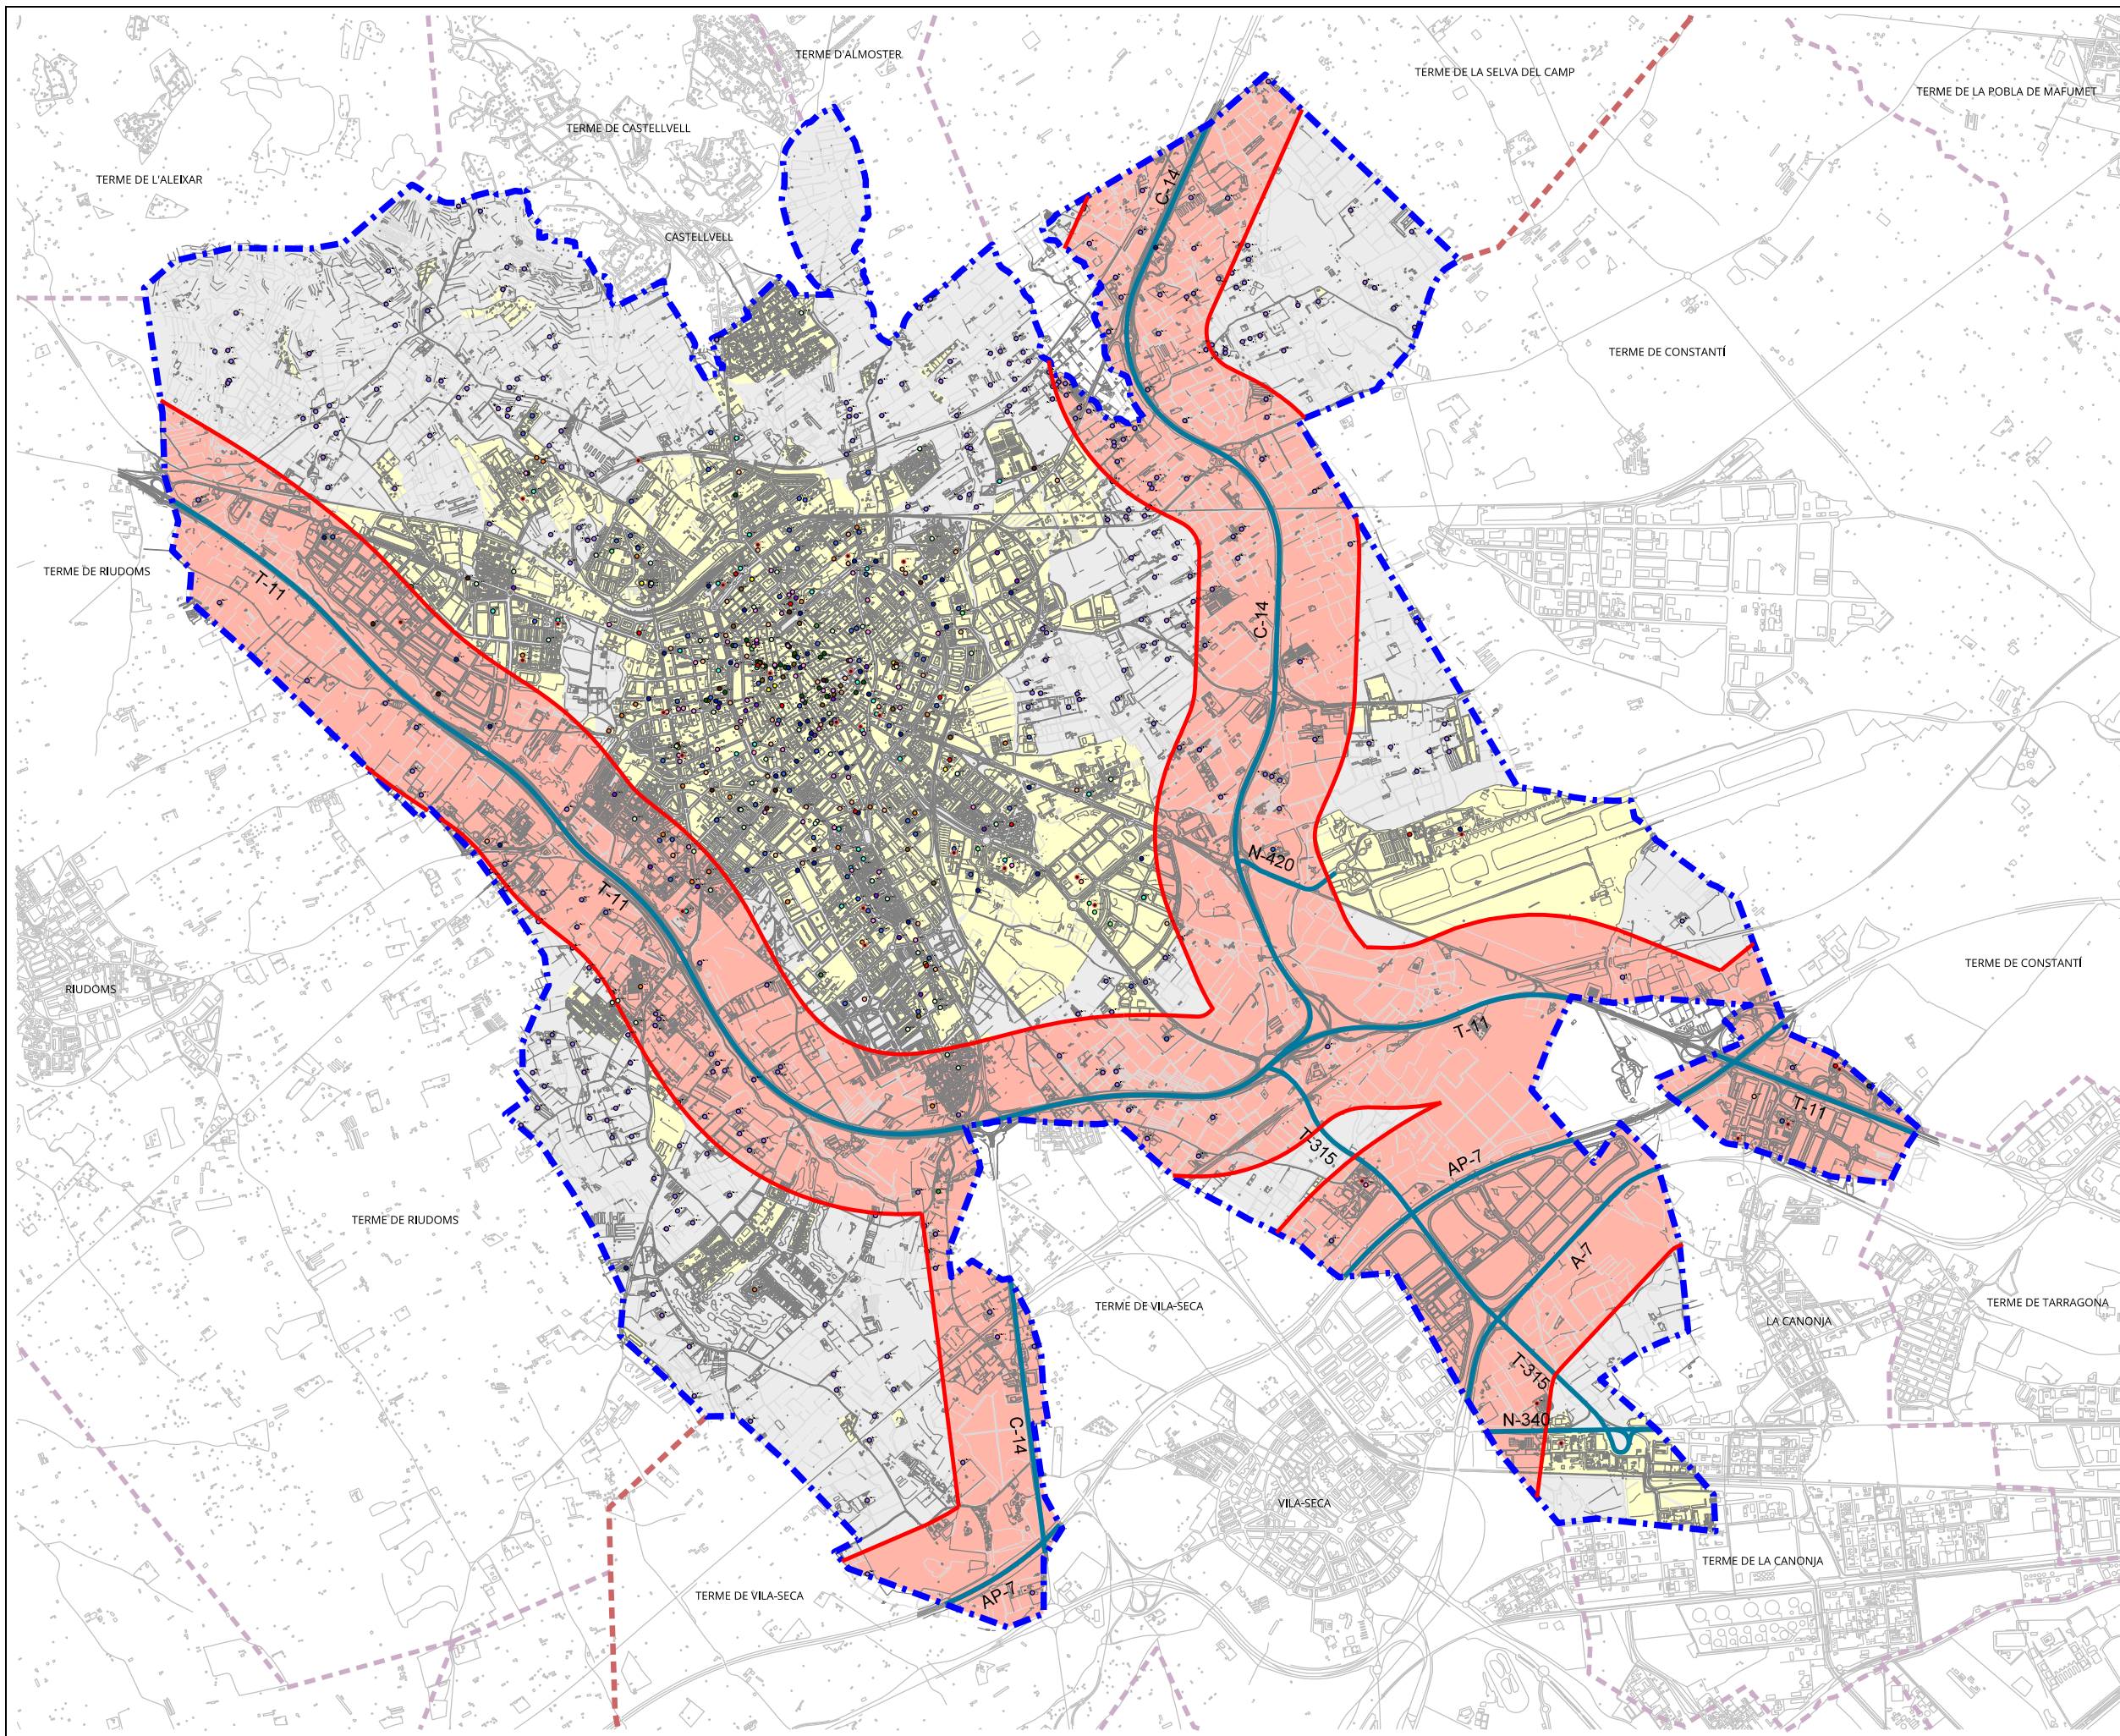 TERME D'ALMOSTER
TERME DE LA SELVA DEL CAMP
TERME DE LA POBLA DE MAFUMET
TERME DE CASTELLVELL
TERME DE L'ALEIXAR
C-14
CASTELLVELL
TERME DE CONSTANTÍ
TERME DE RIUDOMS
T-11
C-14
N-420
T-11
RIUDOMS
TERME DE CONSTANTÍ
T-11
T-11
T-315
AP-7
TERME DE RIUDOMS
A-7
TERME DE VILA-SECA
TERME DE TARRAGONA
LA CANONJA
T-315
N-340
C-14
VILA-SECA
TERME DE LA CANONJA
TERME DE VILA-SECA
AP-7